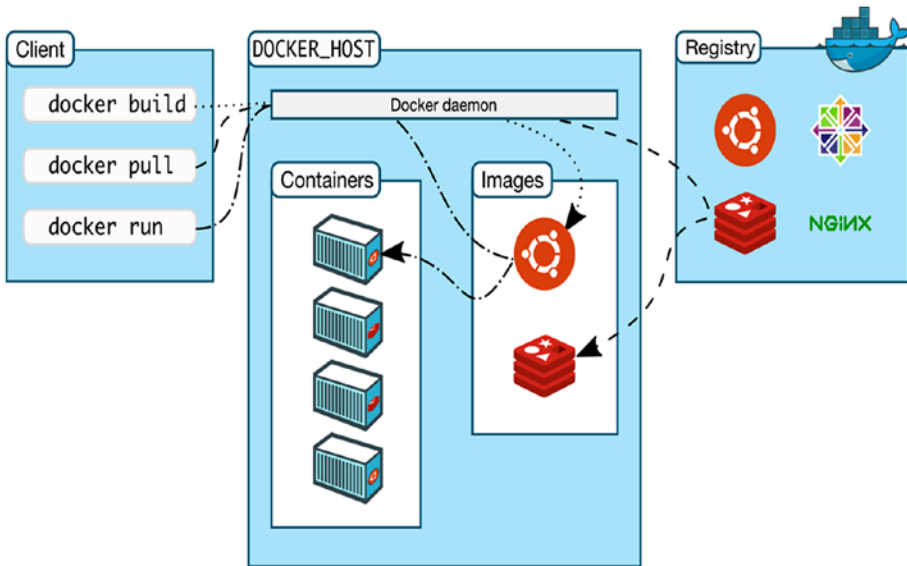 Client
docker build
docker pull
docker run
DOCKER_HOST
Docker daemon
Containers
Images
Registry
NGiNX